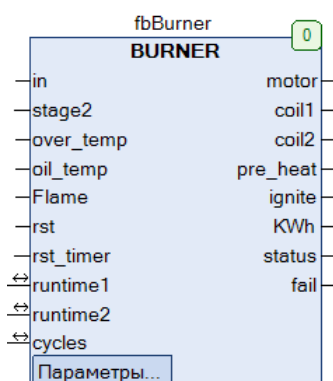 fbBurner
0
BURNER
in motor
stage2 coil1
over_temp coil2
oil_temp pre_heat
Flame ignite
rst KWh
rst_timer status
runtime1 fail
runtime2
cycles
Параметры...